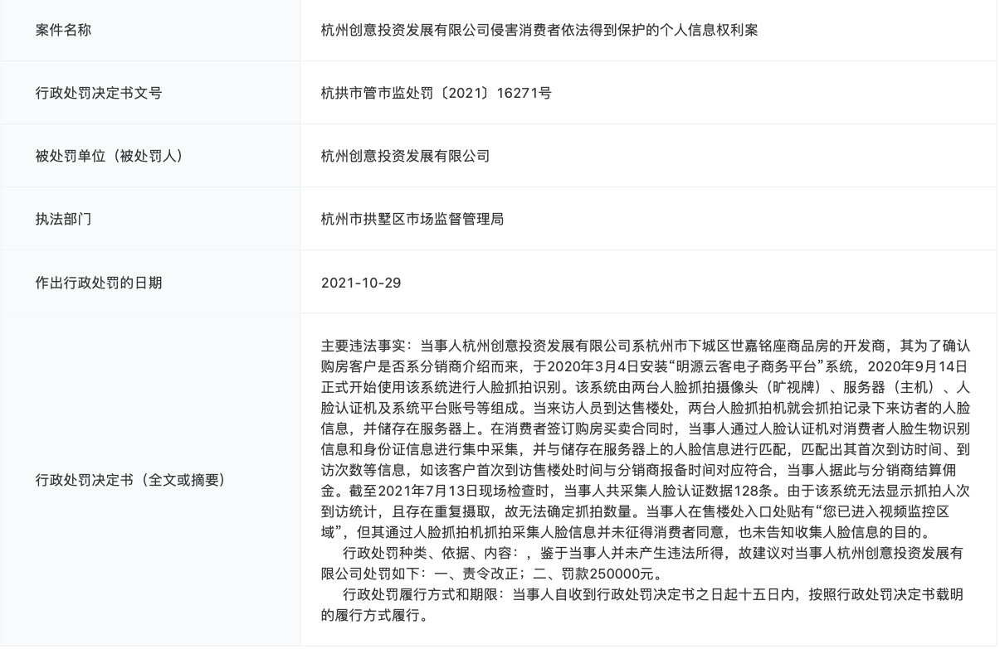 案件名称
杭州创意投资发展有限公司侵害消费者依法得到保护的个人信息权利案
行政处罚决定书文号
杭拱市管市监处罚〔2021〕16271号
被处罚单位（被处罚人）
杭州创意投资发展有限公司
执法部门
杭州市拱墅区市场监督管理局
作出行政处罚的日期
2021-10-29
行政处罚决定书（全文或摘要）
主要违法事实：当事人杭州创意投资发展有限公司系杭州市下城区世嘉铭座商品房的开发商，其为了确认
购房客户是否系分销商介绍而来，于2020年3月4日安装“明源云客电子商务平台”系统，2020年9月14日
正式开始使用该系统进行人脸抓拍识别。该系统由两台人脸抓拍摄像头（旷视牌）、服务器（主机）、人
脸认证机及系统平台账号等组成。当来访人员到达售楼处，两台人脸抓拍机就会抓拍记录下来访者的人脸
信息，并储存在服务器上。在消费者签订购房买卖合同时，当事人通过人脸认证机对消费者人脸生物识别
信息和身份证信息进行集中采集，并与储存在服务器上的人脸信息进行匹配，匹配出其首次到访时间、到
访次数等信息，如该客户首次到访售楼处时间与分销商报备时间对应符合，当事人据此与分销商结算佣
金。截至2021年7月13日现场检查时，当事人共采集人脸认证数据128条。由于该系统无法显示抓拍人次
到访统计，且存在重复摄取，故无法确定抓拍数量。当事人在售楼处入口处贴有“您已进入视频监控区
域”，但其通过人脸抓拍机抓拍采集人脸信息并未征得消费者同意，也未告知收集人脸信息的目的。
行政处罚种类、依据、内容：，鉴于当事人并未产生违法所得，故建议对当事人杭州创意投资发展有
限公司处罚如下：一、责令改正；二、罚款250000元。
行政处罚履行方式和期限：当事人自收到行政处罚决定书之日起十五日内，按照行政处罚决定书载明
的履行方式履行。